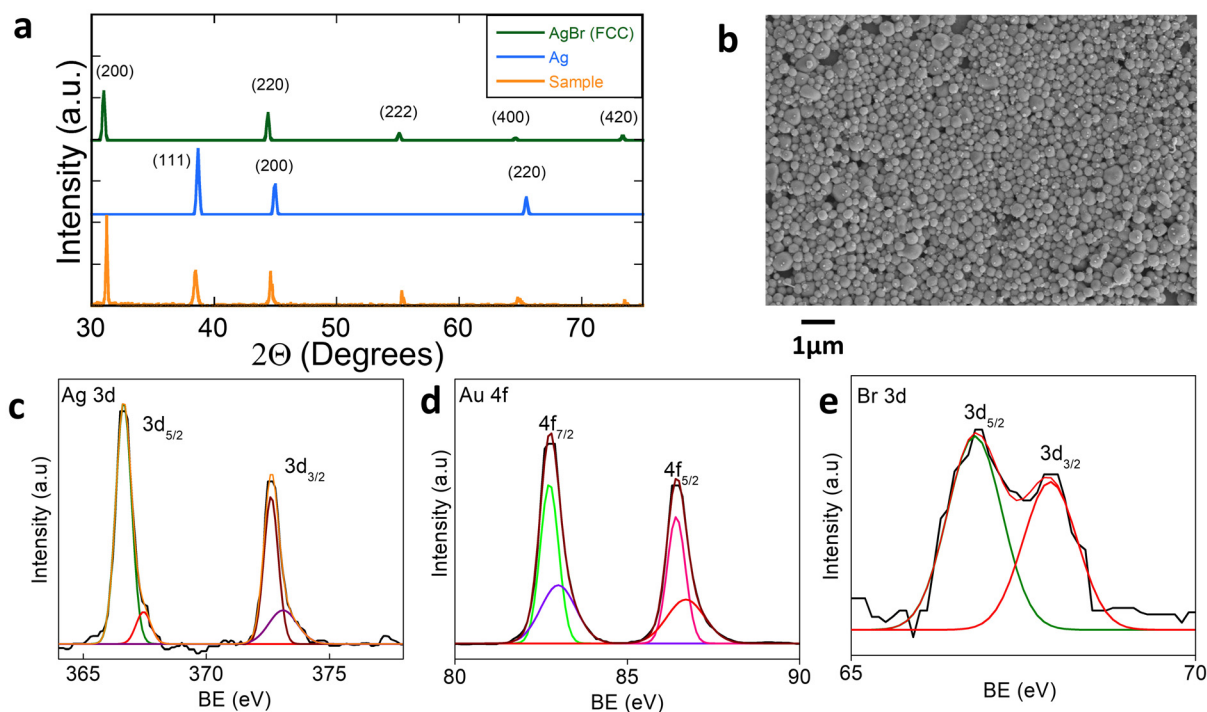 a
AgBr (FCC)
Ag
Sample
(200)
(220)
(222)
(400)
(420)
(111)
(200)
(220)
Intensity (a.u.)
30
40
50
60
70
2Θ (Degrees)
b
1µm
c
Ag 3d
3d5/2
3d3/2
Intensity (a.u)
365
370
375
BE (eV)
d
Au 4f
4f7/2
4f5/2
Intensity (a.u)
80
85
90
BE (eV)
e
Br 3d
3d5/2
3d3/2
Intensity (a.u)
65
70
BE (eV)